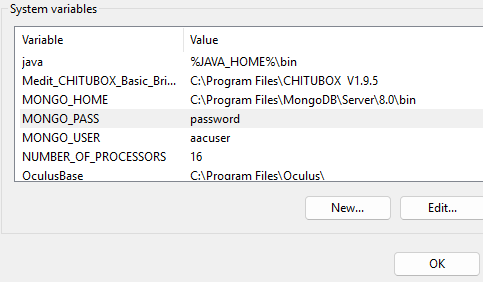 System variables
Variable Value
java %JAVA_HOME%\bin
Medit_CHITUBOX_Basic_Bri... C:\Program Files\CHITUBOX V1.9.5
MONGO_HOME C:\Program Files\MongoDB\Server\8.0\bin
MONGO_PASS password
MONGO_USER aacuser
NUMBER_OF_PROCESSORS 16
OculusBase C:\Program Files\Oculus\
New... Edit...
OK